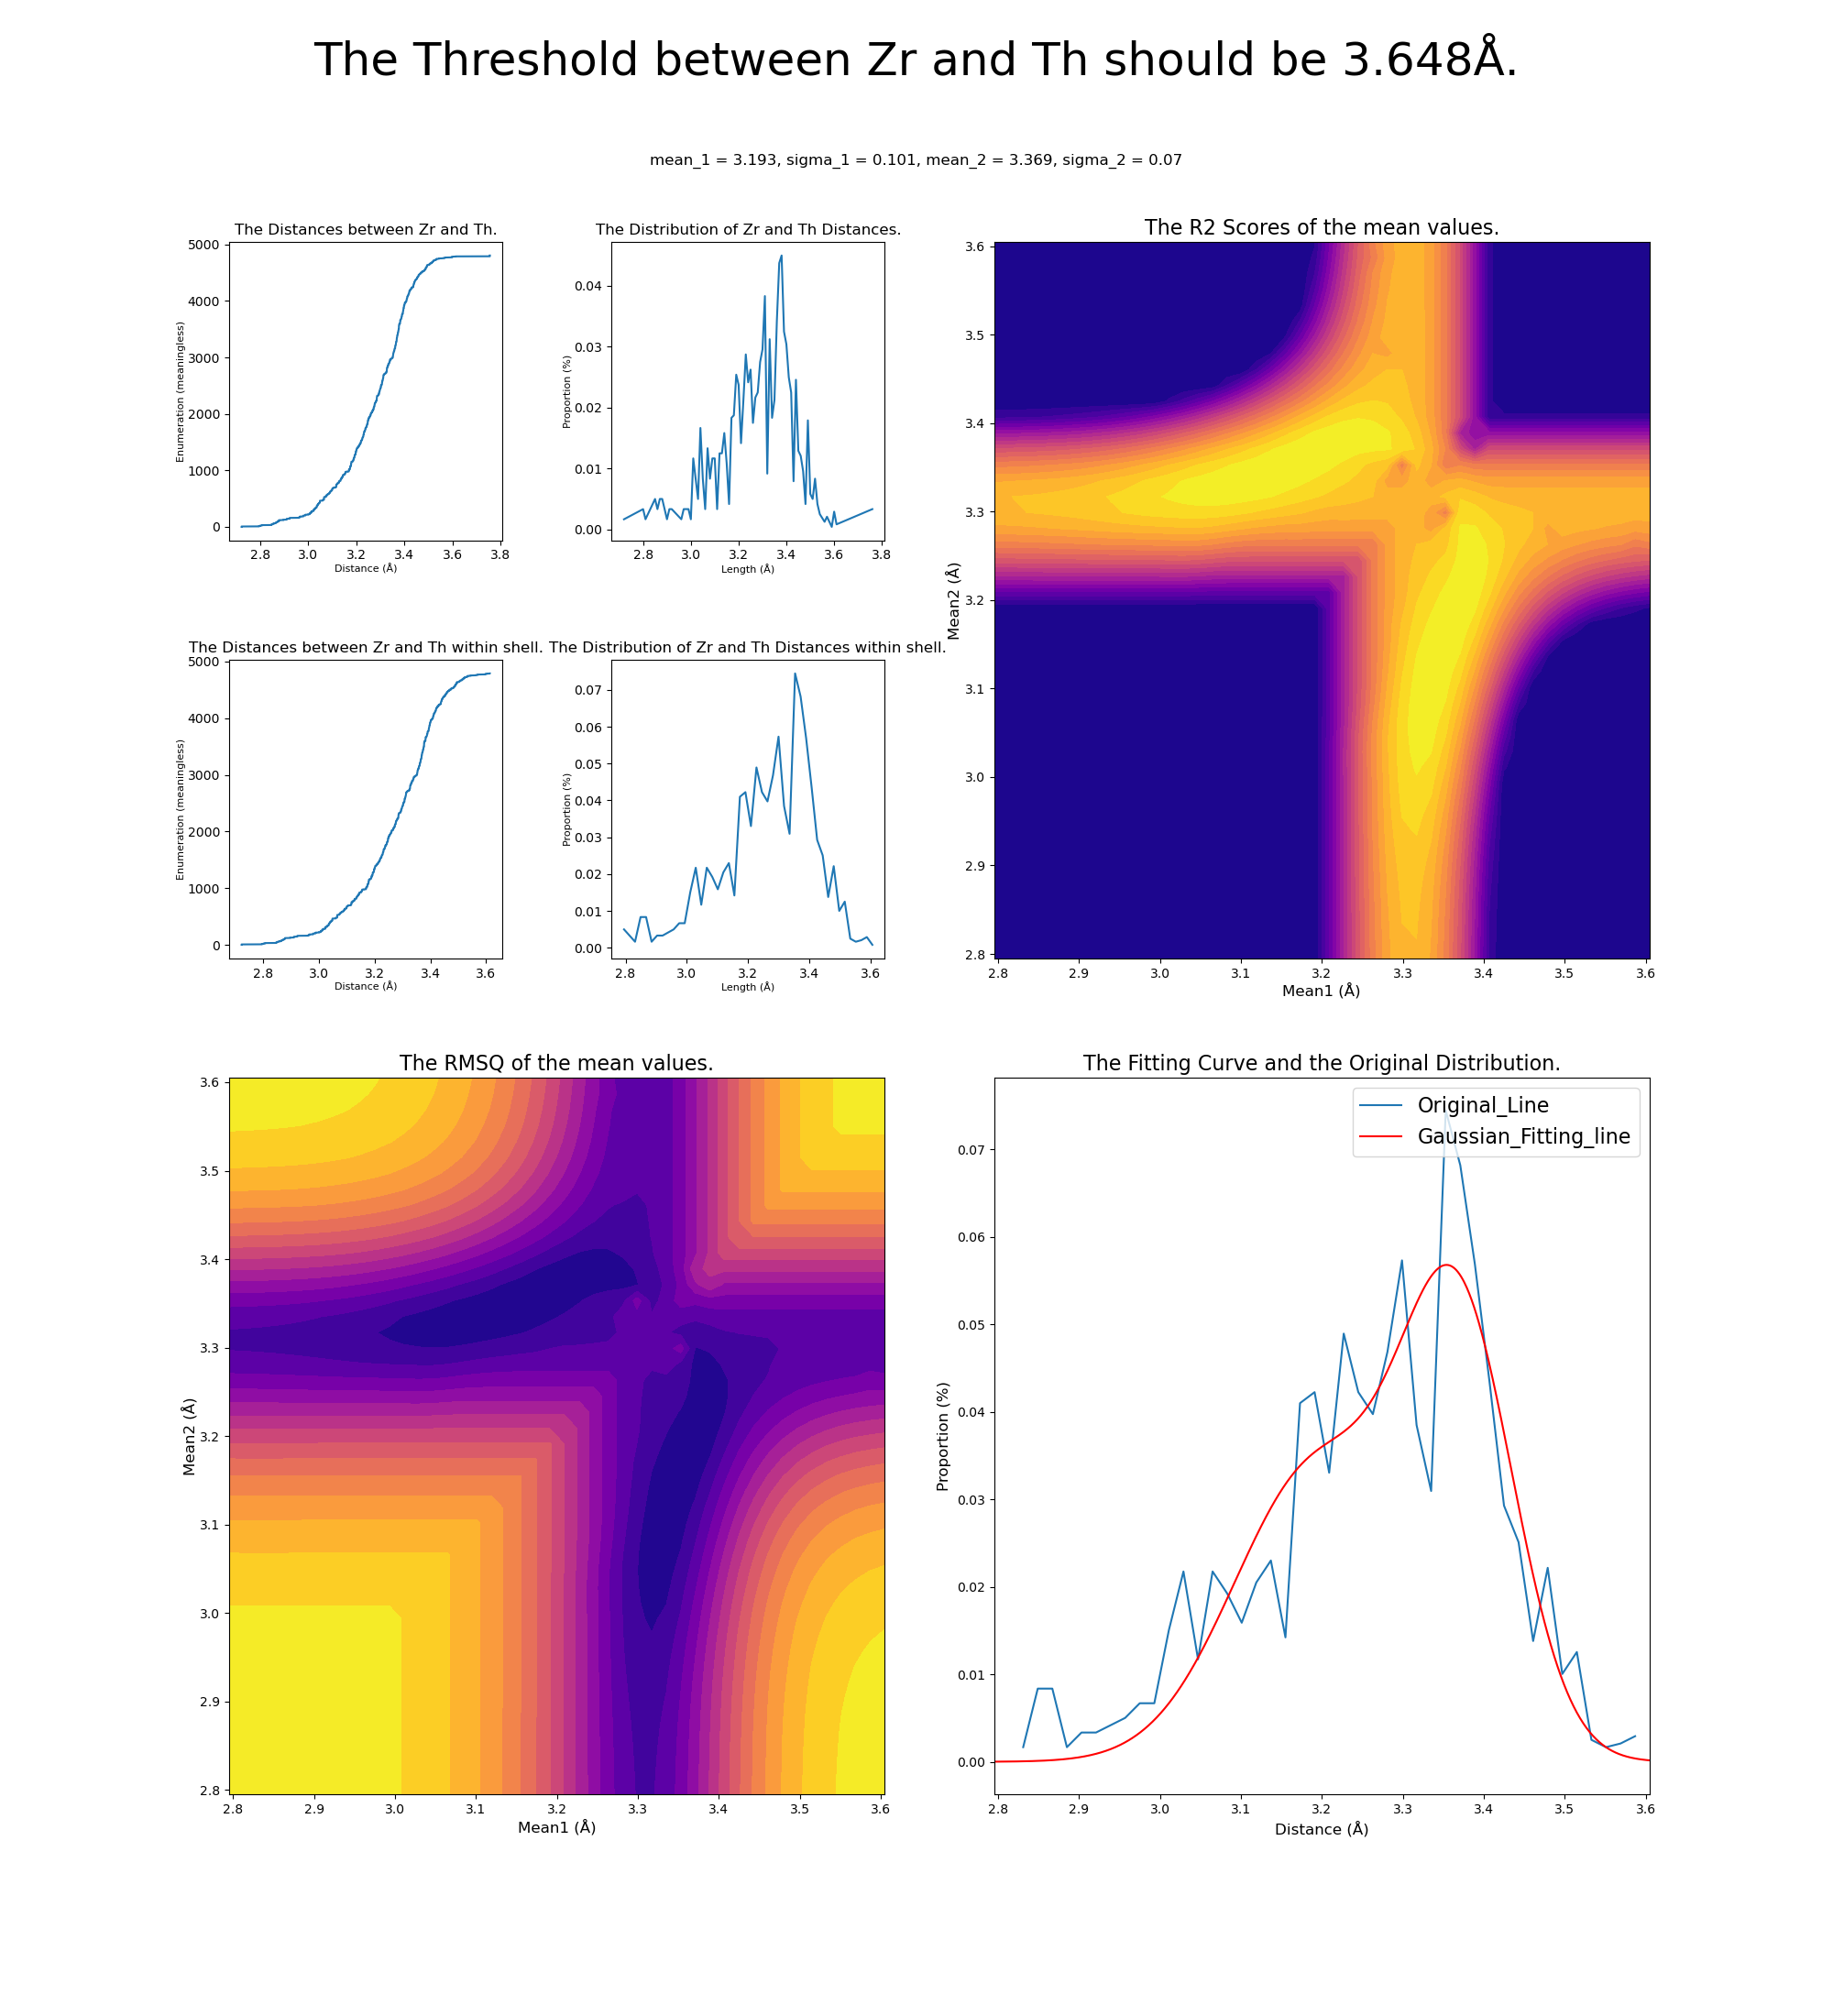 The Threshold between Zr and Th should be 3.648Å.
mean_1 = 3.193, sigma_1 = 0.101, mean_2 = 3.369, sigma_2 = 0.07
The Distances between Zr and Th.
Enumeration (meaningless)
5000
4000
3000
2000
1000
0
2.8 3.0 3.2 3.4 3.6 3.8
Distance (Å)
The Distribution of Zr and Th Distances.
Proportion (%)
0.04
0.03
0.02
0.01
0.00
2.8 3.0 3.2 3.4 3.6 3.8
Length (Å)
The R2 Scores of the mean values.
Mean2 (Å)
3.6
3.5
3.4
3.3
3.2
3.1
3.0
2.9
2.8
2.8 2.9 3.0 3.1 3.2 3.3 3.4 3.5 3.6
Mean1 (Å)
The Distances between Zr and Th within shell.
Enumeration (meaningless)
5000
4000
3000
2000
1000
0
2.8 3.0 3.2 3.4 3.6
Distance (Å)
The Distribution of Zr and Th Distances within shell.
Proportion (%)
0.07
0.06
0.05
0.04
0.03
0.02
0.01
0.00
2.8 3.0 3.2 3.4 3.6
Length (Å)
The RMSQ of the mean values.
Mean2 (Å)
3.6
3.5
3.4
3.3
3.2
3.1
3.0
2.9
2.8
2.8 2.9 3.0 3.1 3.2 3.3 3.4 3.5 3.6
Mean1 (Å)
The Fitting Curve and the Original Distribution.
Original_Line
Gaussian_Fitting_line
Proportion (%)
0.07
0.06
0.05
0.04
0.03
0.02
0.01
0.00
2.8 2.9 3.0 3.1 3.2 3.3 3.4 3.5 3.6
Distance (Å)